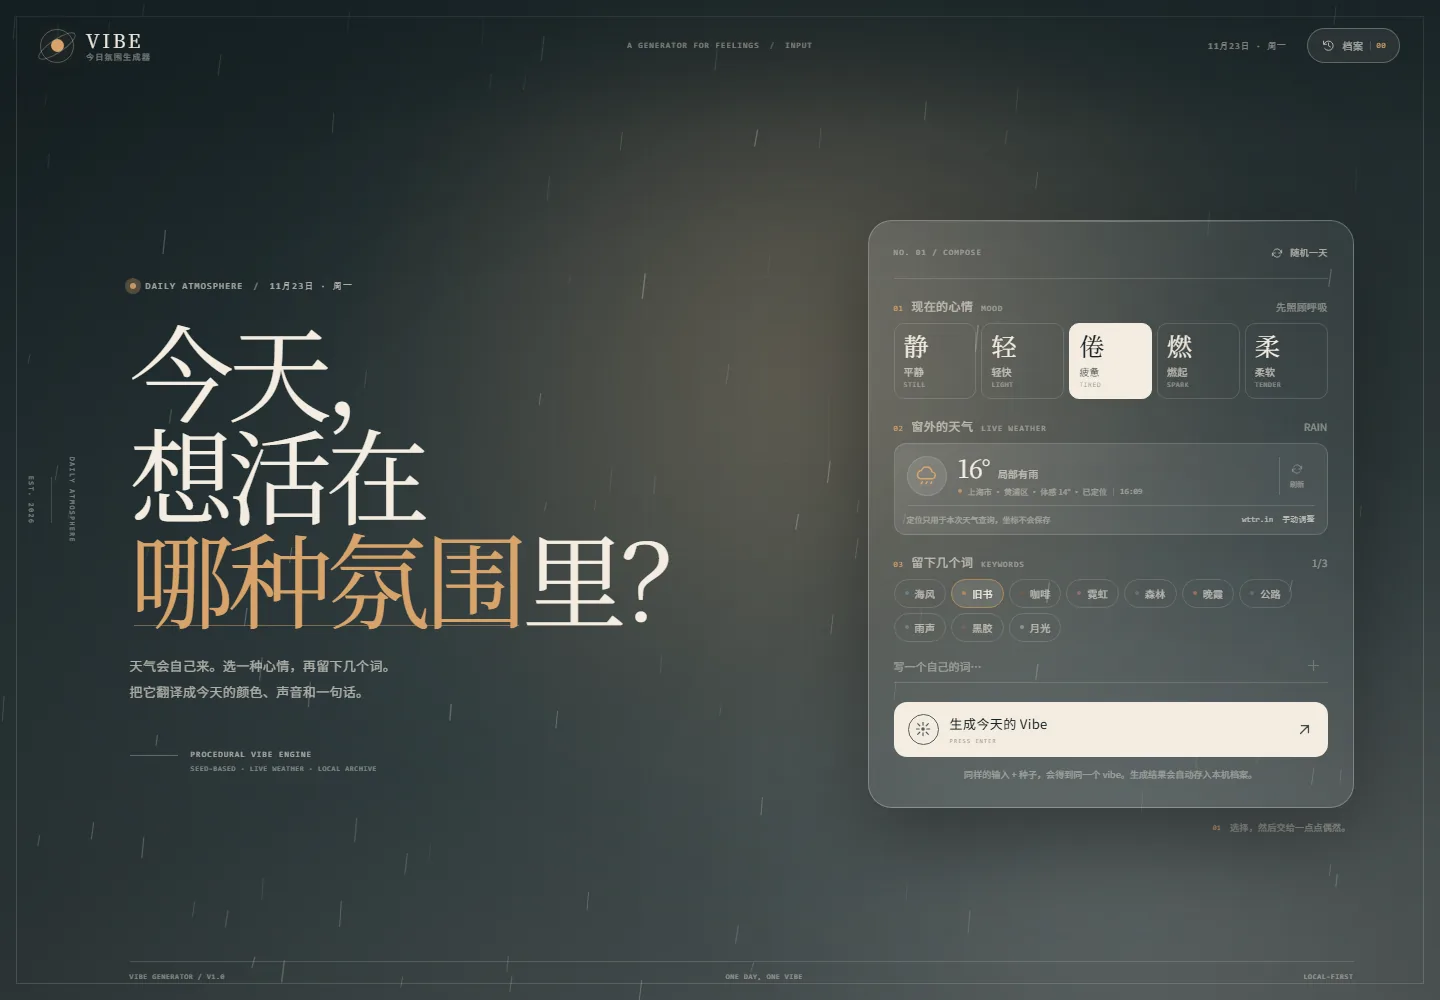 VIBE
今日氛围生成器
A GENERATOR FOR FEELINGS / INPUT
11月23日 · 周一
档案 00
DAILY ATMOSPHERE / 11月23日 · 周一
今天,
想活在
哪种氛围里?
天气会自己来。选一种心情，再留下几个词。
把它翻译成今天的颜色、声音和一句话。
PROCEDURAL VIBE ENGINE
SEED-BASED · LIVE WEATHER · LOCAL ARCHIVE
EST. 2026
DAILY ATMOSPHERE
NO. 01 / COMPOSE
随机一天
01 现在的心情 MOOD
先照顾呼吸
静 轻 倦 燃 柔
平静 轻快 疲惫 燃起 柔软
STILL LIGHT TIRED SPARK TENDER
02 窗外的天气 LIVE WEATHER
RAIN
16° 局部有雨
上海市 · 黄浦区 · 体感 14° · 已定位 | 16:09
刷新
定位只用于本次天气查询，坐标不会保存
wttr.in 手动调整
03 留下几个词 KEYWORDS
1/3
海风 旧书 咖啡 霓虹 森林 晚霞 公路
雨声 黑胶 月光
写一个自己的词…
生成今天的 Vibe
PRESS ENTER
同样的输入 + 种子，会得到同一个 vibe。生成结果会自动存入本机档案。
01 选择，然后交给一点点偶然。
VIBE GENERATOR / V1.0
ONE DAY, ONE VIBE
LOCAL-FIRST